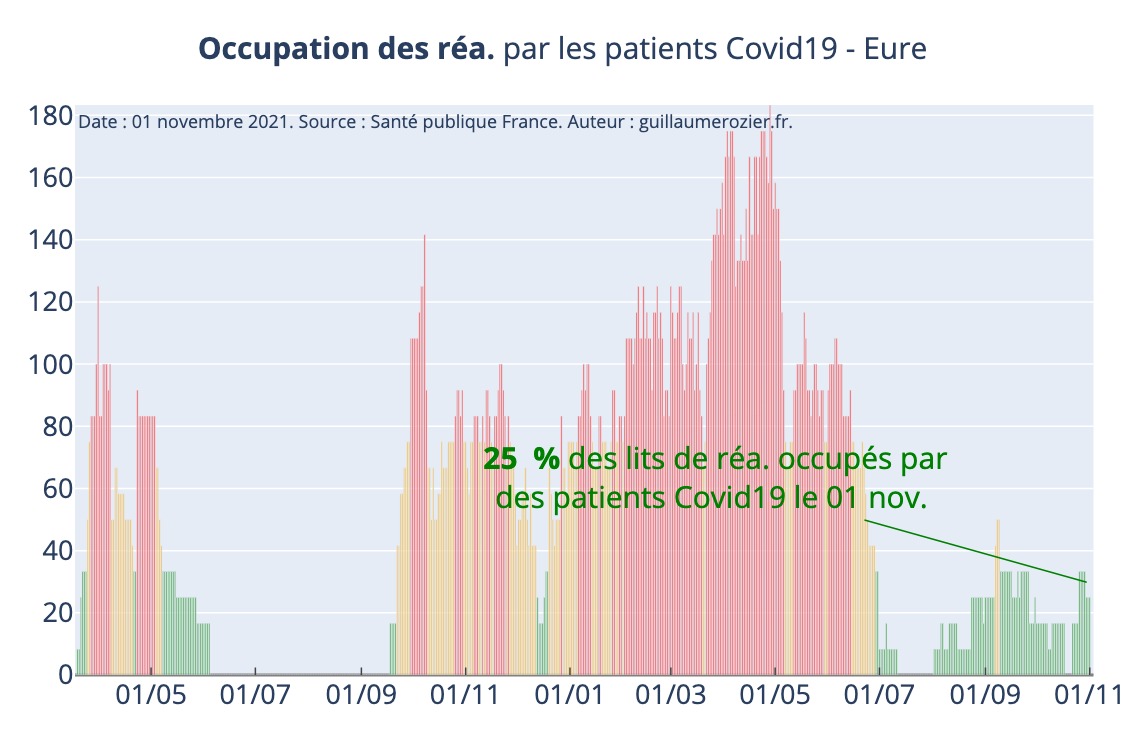 Occupation des réa. par les patients Covid19 - Eure
180
Date : 01 novembre 2021. Source : Santé publique France. Auteur : guillaumerozier.fr.
160
140
120
100
80
25 % des lits de réa. occupés par
des patients Covid19 le 01 nov.
60
40
20
0
01/05 01/07 01/09 01/11 01/01 01/03 01/05 01/07 01/09 01/11